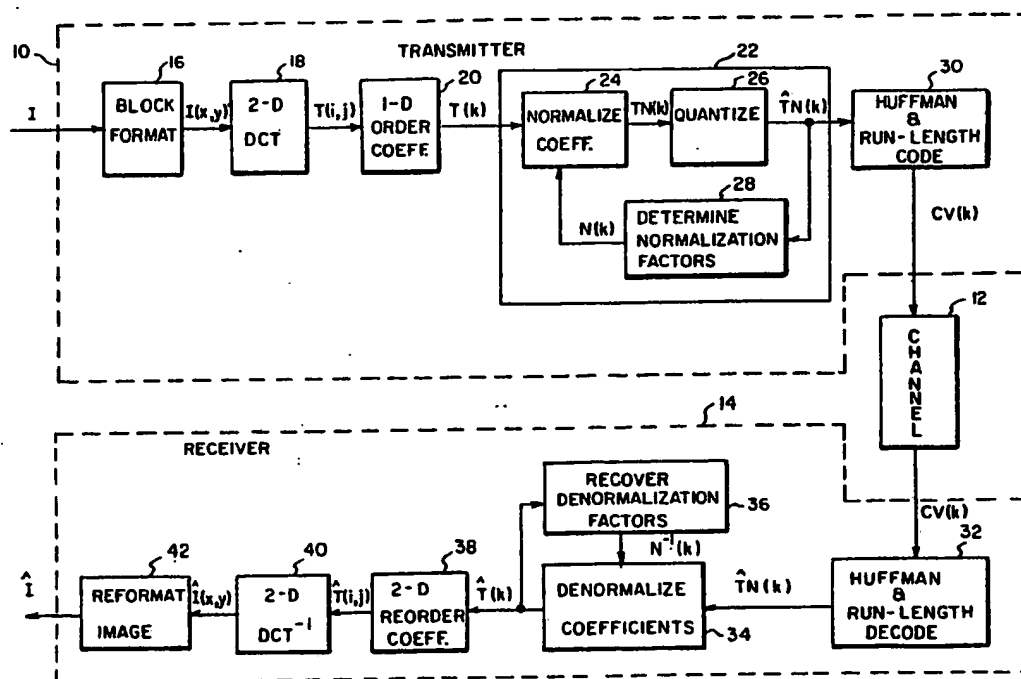 TRANSMITTER
10
16
18
20
22
24
26
30
I
BLOCK
FORMAT
I(x,y)
2-D
DCT
T(i,j)
1-D
ORDER
COEFF.
T(k)
NORMALIZE
COEFF.
TN(k)
QUANTIZE
T̂N(k)
HUFFMAN
&
RUN-LENGTH
CODE
28
N(k)
DETERMINE
NORMALIZATION
FACTORS
CV(k)
12
CHANNEL
14
RECEIVER
RECOVER
DENORMALIZATION
FACTORS
36
CV(k)
N⁻¹(k)
32
42
40
38
Î
REFORMAT
IMAGE
Î(x,y)
2-D
DCT⁻¹
T̂(i,j)
2-D
REORDER
COEFF.
T̂(k)
DENORMALIZE
COEFFICIENTS
34
T̂N(k)
HUFFMAN
&
RUN-LENGTH
DECODE